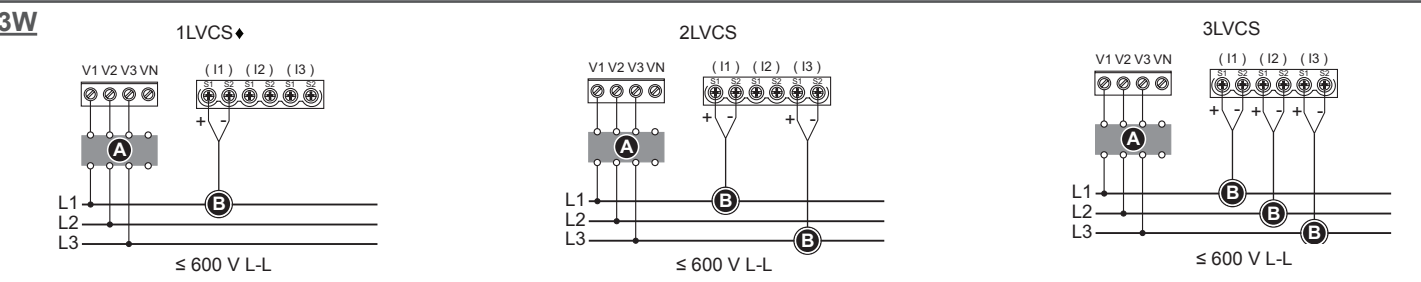 3W
1LVCS♦
V1 V2 V3 VN
( I1 ) ( I2 ) ( I3 )
S1 S2 S1 S2 S1 S2
+ -
A
L1
B
L2
L3
≤ 600 V L-L
2LVCS
V1 V2 V3 VN
( I1 ) ( I2 ) ( I3 )
S1 S2 S1 S2 S1 S2
+ - + -
A
L1
B
L2
L3
B
≤ 600 V L-L
3LVCS
V1 V2 V3 VN
( I1 ) ( I2 ) ( I3 )
S1 S2 S1 S2 S1 S2
+ - + - + -
A
L1
B
L2
B
L3
B
≤ 600 V L-L